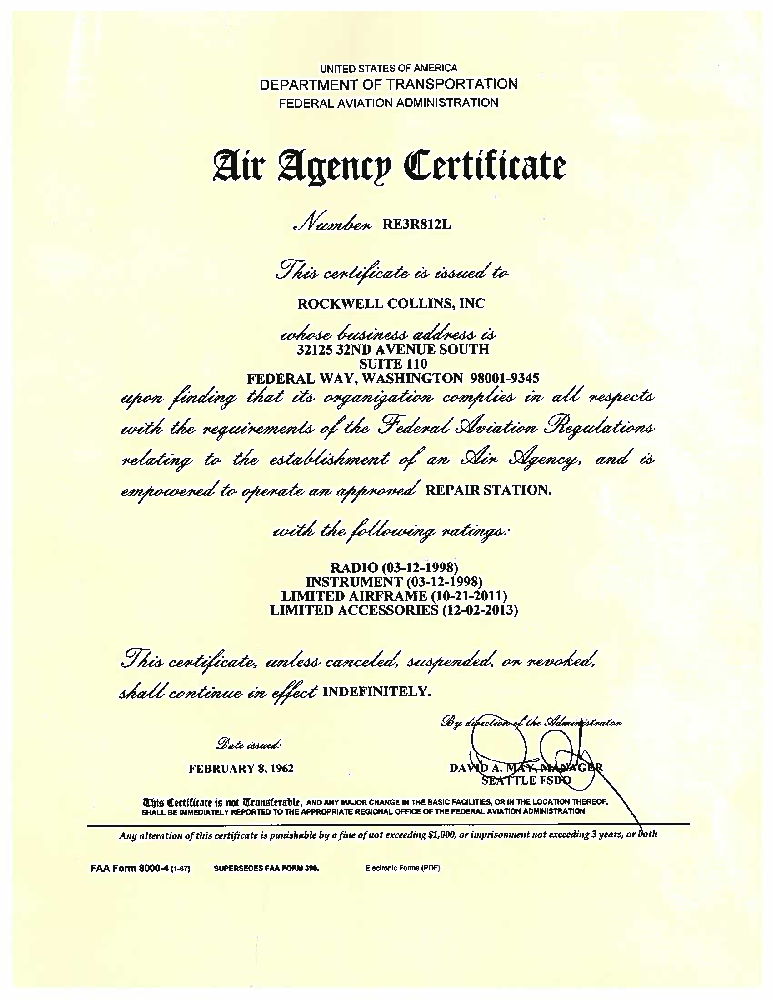 UNITED STATES OF AMERICA
DEPARTMENT OF TRANSPORTATION
FEDERAL AVIATION ADMINISTRATION
Air Agency Certificate
Number RE3R812L
This certificate is issued to
ROCKWELL COLLINS, INC
whose business address is
32125 32ND AVENUE SOUTH
SUITE 110
FEDERAL WAY, WASHINGTON 98001-9345
upon finding that its organization complies in all respects
with the requirements of the Federal Aviation Regulations
relating to the establishment of an Air Agency, and is
empowered to operate an approved REPAIR STATION.
with the following ratings:
RADIO (03-12-1998)
INSTRUMENT (03-12-1998)
LIMITED AIRFRAME (10-21-2011)
LIMITED ACCESSORIES (12-02-2013)
This certificate, unless canceled, suspended, or revoked,
shall continue in effect INDEFINITELY.
By direction of the Administrator
Date issued:
FEBRUARY 8, 1962
DAVID A. MAY, MANAGER
SEATTLE FSDO
This Certificate is not Transferable, AND ANY MAJOR CHANGE IN THE BASIC FACILITIES, OR IN THE LOCATION THEREOF,
SHALL BE IMMEDIATELY REPORTED TO THE APPROPRIATE REGIONAL OFFICE OF THE FEDERAL AVIATION ADMINISTRATION
Any alteration of this certificate is punishable by a fine of not exceeding $1,000, or imprisonment not exceeding 3 years, or both
FAA Form 8000-4 (1-67) SUPERSEDES FAA FORM 390. Electronic Forms (PDF)